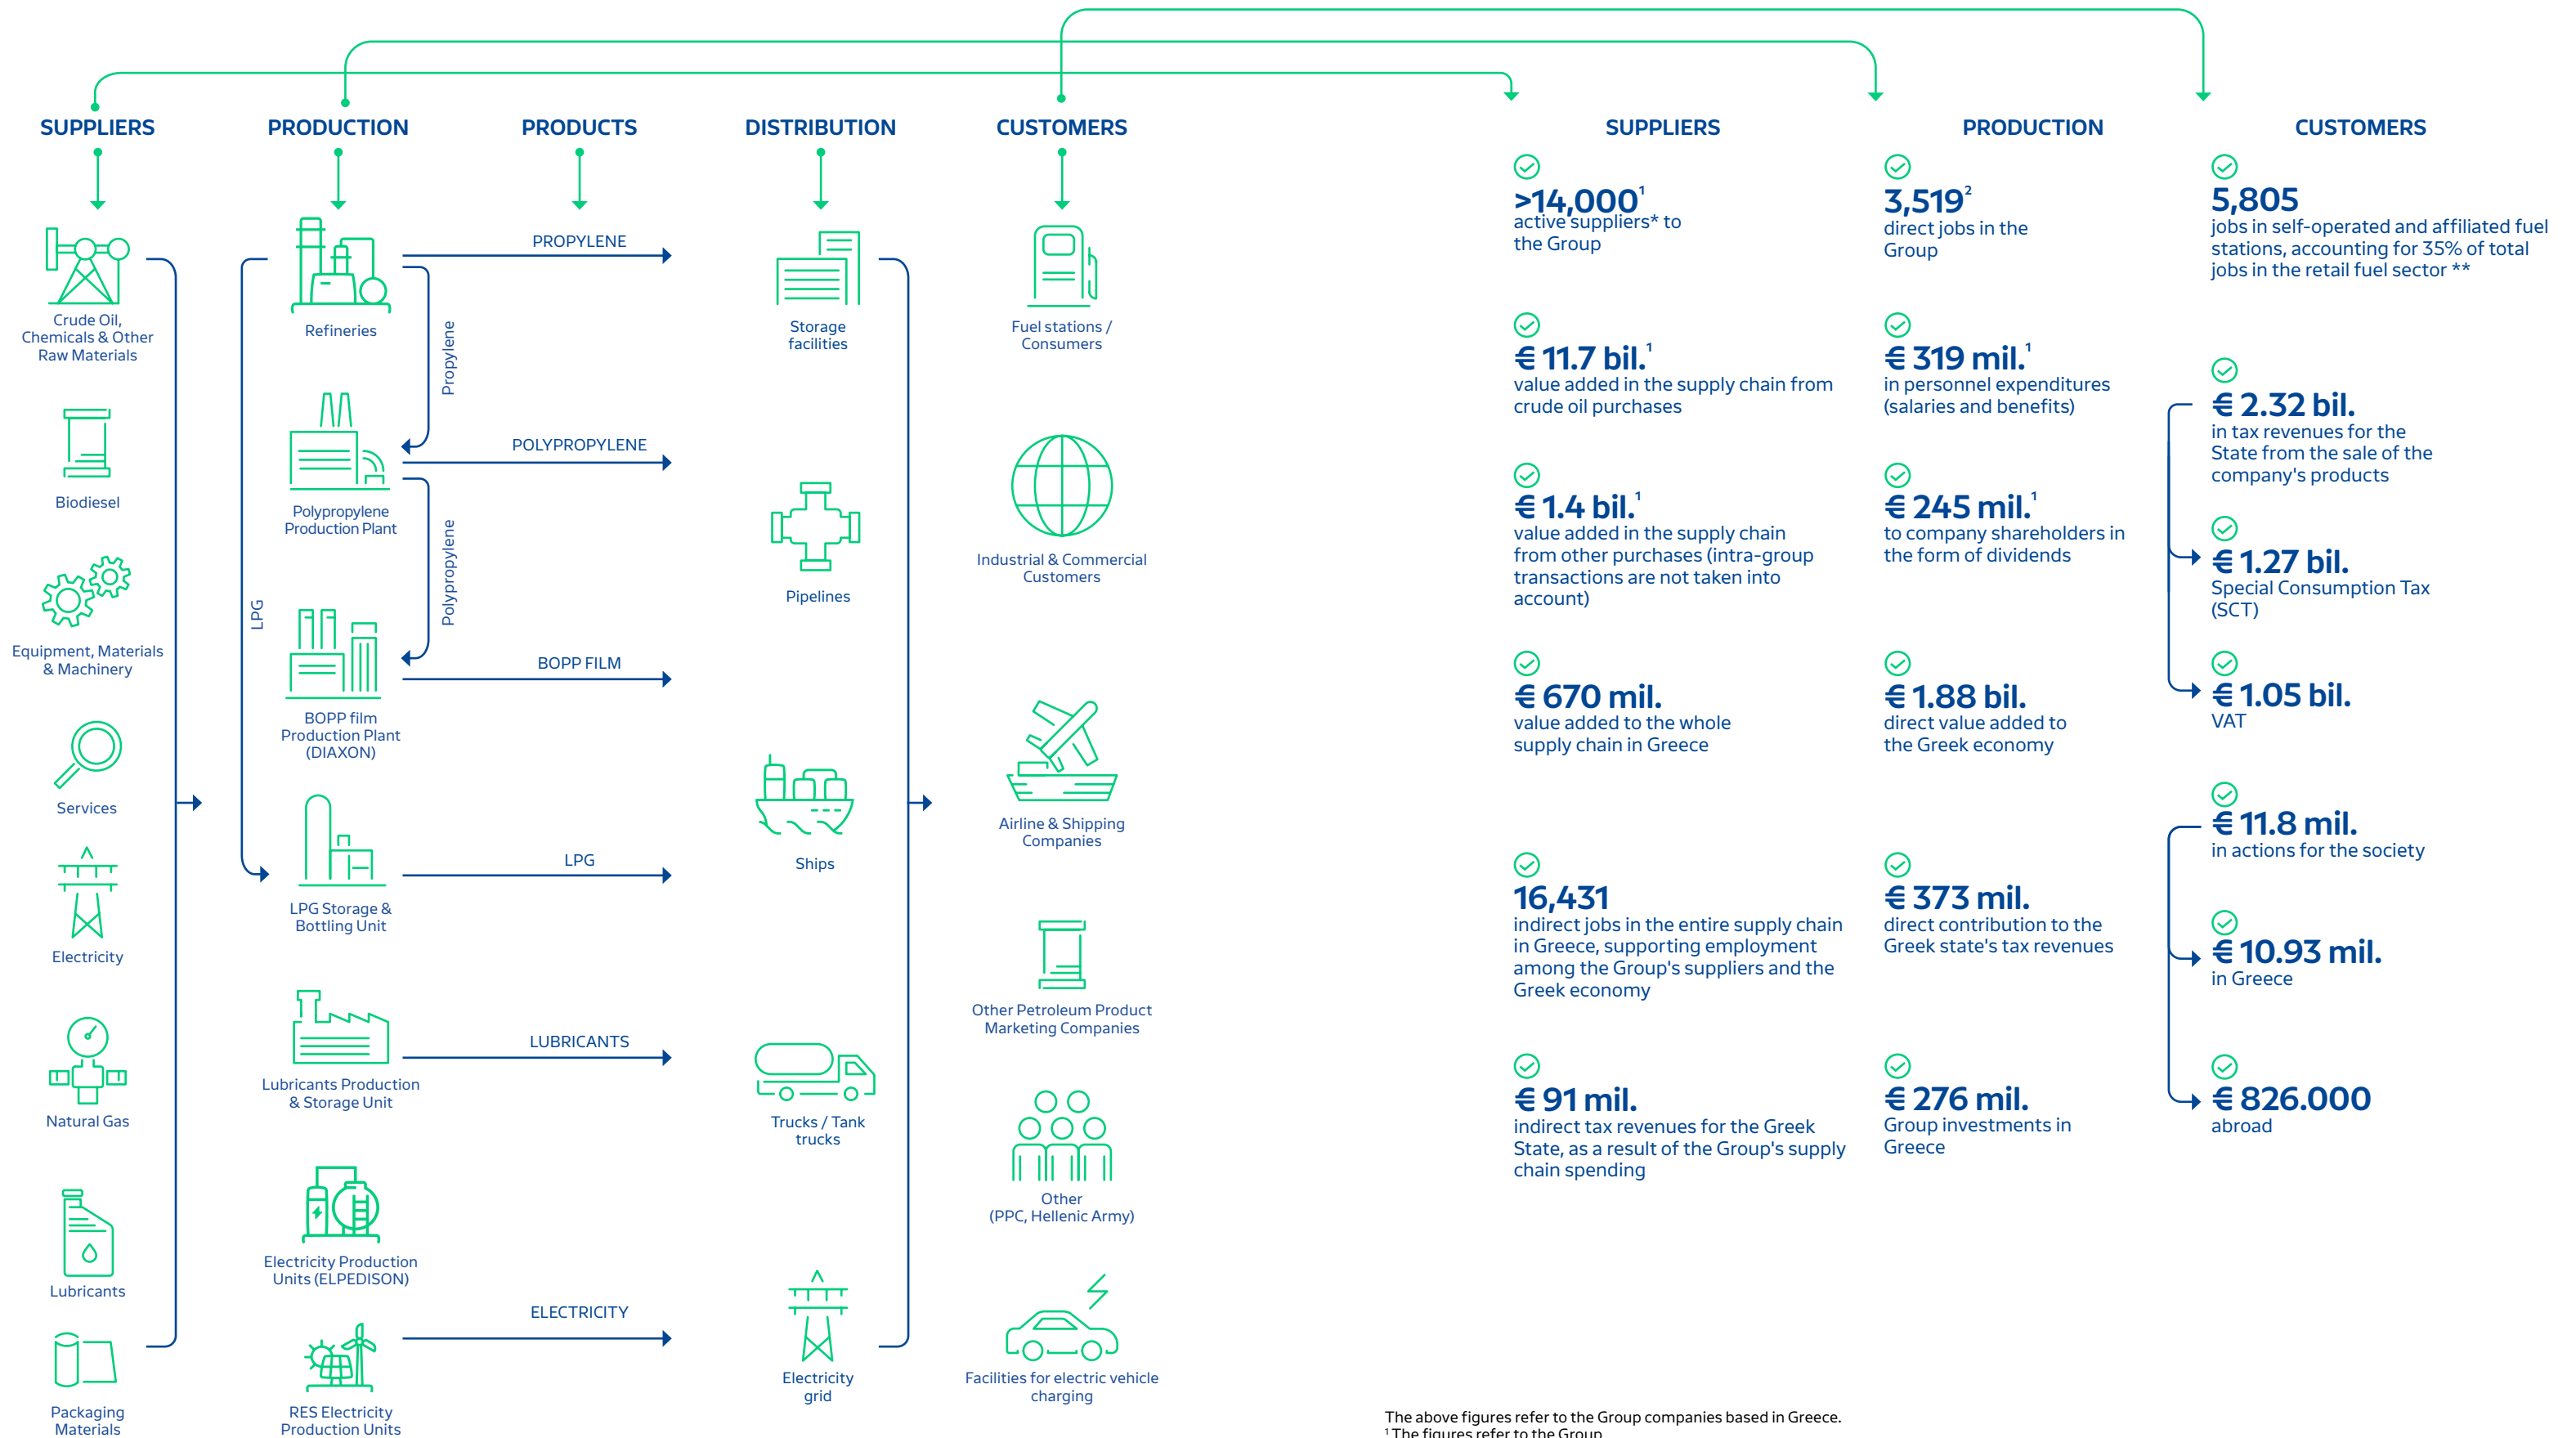 SUPPLIERS
PRODUCTION
PRODUCTS
DISTRIBUTION
CUSTOMERS
Crude Oil,
Chemicals & Other
Raw Materials
Biodiesel
Equipment, Materials
& Machinery
Services
Electricity
Natural Gas
Lubricants
Packaging
Materials
Refineries
Polypropylene
Production Plant
BOPP film
Production Plant
(DIAXON)
LPG Storage &
Bottling Unit
Lubricants Production
& Storage Unit
Electricity Production
Units (ELPEDISON)
RES Electricity
Production Units
LPG
Propylene
Polypropylene
PROPYLENE
POLYPROPYLENE
BOPP FILM
LPG
LUBRICANTS
ELECTRICITY
Storage
facilities
Pipelines
Ships
Trucks / Tank
trucks
Electricity
grid
Fuel stations /
Consumers
Industrial & Commercial
Customers
Airline & Shipping
Companies
Other Petroleum Product
Marketing Companies
Other
(PPC, Hellenic Army)
Facilities for electric vehicle
charging
SUPPLIERS
>14,000¹
active suppliers* to
the Group
€ 11.7 bil.¹
value added in the supply chain from
crude oil purchases
€ 1.4 bil.¹
value added in the supply chain
from other purchases (intra-group
transactions are not taken into
account)
€ 670 mil.
value added to the whole
supply chain in Greece
16,431
indirect jobs in the entire supply chain
in Greece, supporting employment
among the Group's suppliers and the
Greek economy
€ 91 mil.
indirect tax revenues for the Greek
State, as a result of the Group's supply
chain spending
PRODUCTION
3,519²
direct jobs in the
Group
€ 319 mil.¹
in personnel expenditures
(salaries and benefits)
€ 245 mil.¹
to company shareholders in
the form of dividends
€ 1.88 bil.
direct value added to
the Greek economy
€ 373 mil.
direct contribution to the
Greek state's tax revenues
€ 276 mil.
Group investments in
Greece
CUSTOMERS
5,805
jobs in self-operated and affiliated fuel
stations, accounting for 35% of total
jobs in the retail fuel sector **
€ 2.32 bil.
in tax revenues for the
State from the sale of the
company's products
€ 1.27 bil.
Special Consumption Tax
(SCT)
€ 1.05 bil.
VAT
€ 11.8 mil.
in actions for the society
€ 10.93 mil.
in Greece
€ 826.000
abroad
The above figures refer to the Group companies based in Greece.
¹ The figures refer to the Group